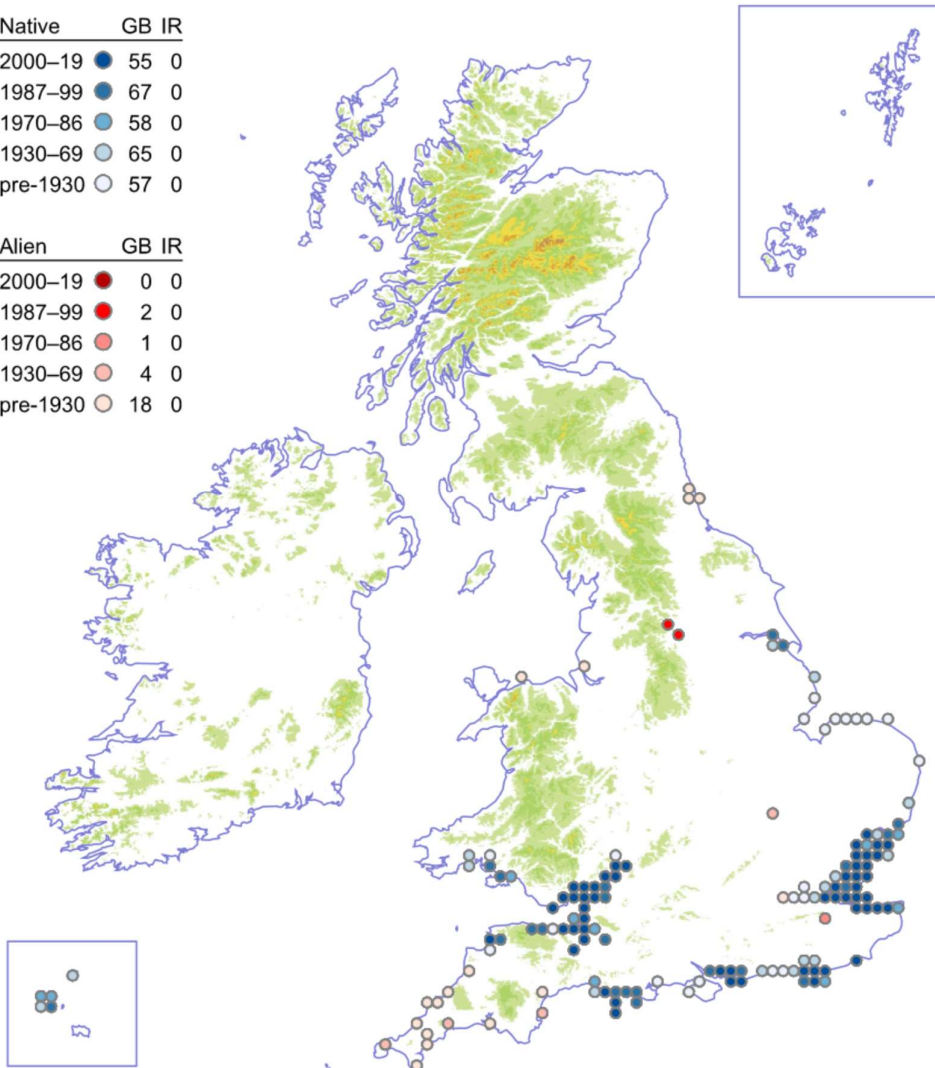 Native GB IR
2000–19 55 0
1987–99 67 0
1970–86 58 0
1930–69 65 0
pre-1930 57 0
Alien GB IR
2000–19 0 0
1987–99 2 0
1970–86 1 0
1930–69 4 0
pre-1930 18 0